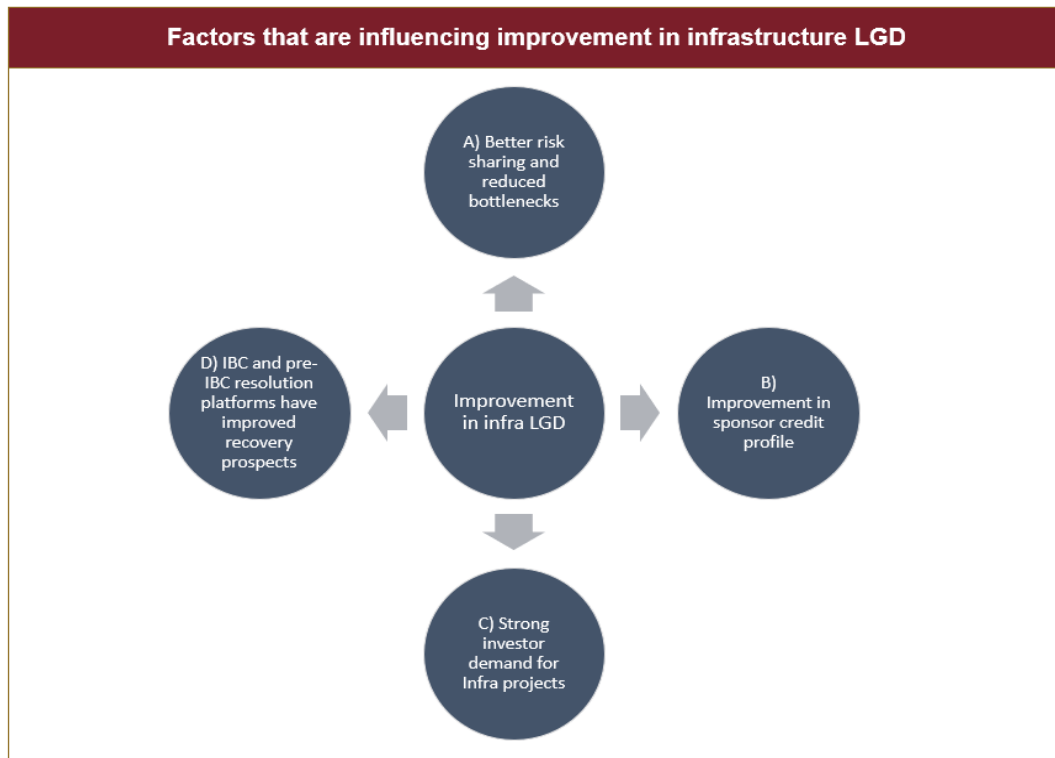 Factors that are influencing improvement in infrastructure LGD
A) Better risk
sharing and
reduced
bottlenecks
D) IBC and pre-
IBC resolution
platforms have
improved
recovery
prospects
Improvement
in infra LGD
B)
Improvement in
sponsor credit
profile
C) Strong
investor
demand for
Infra projects